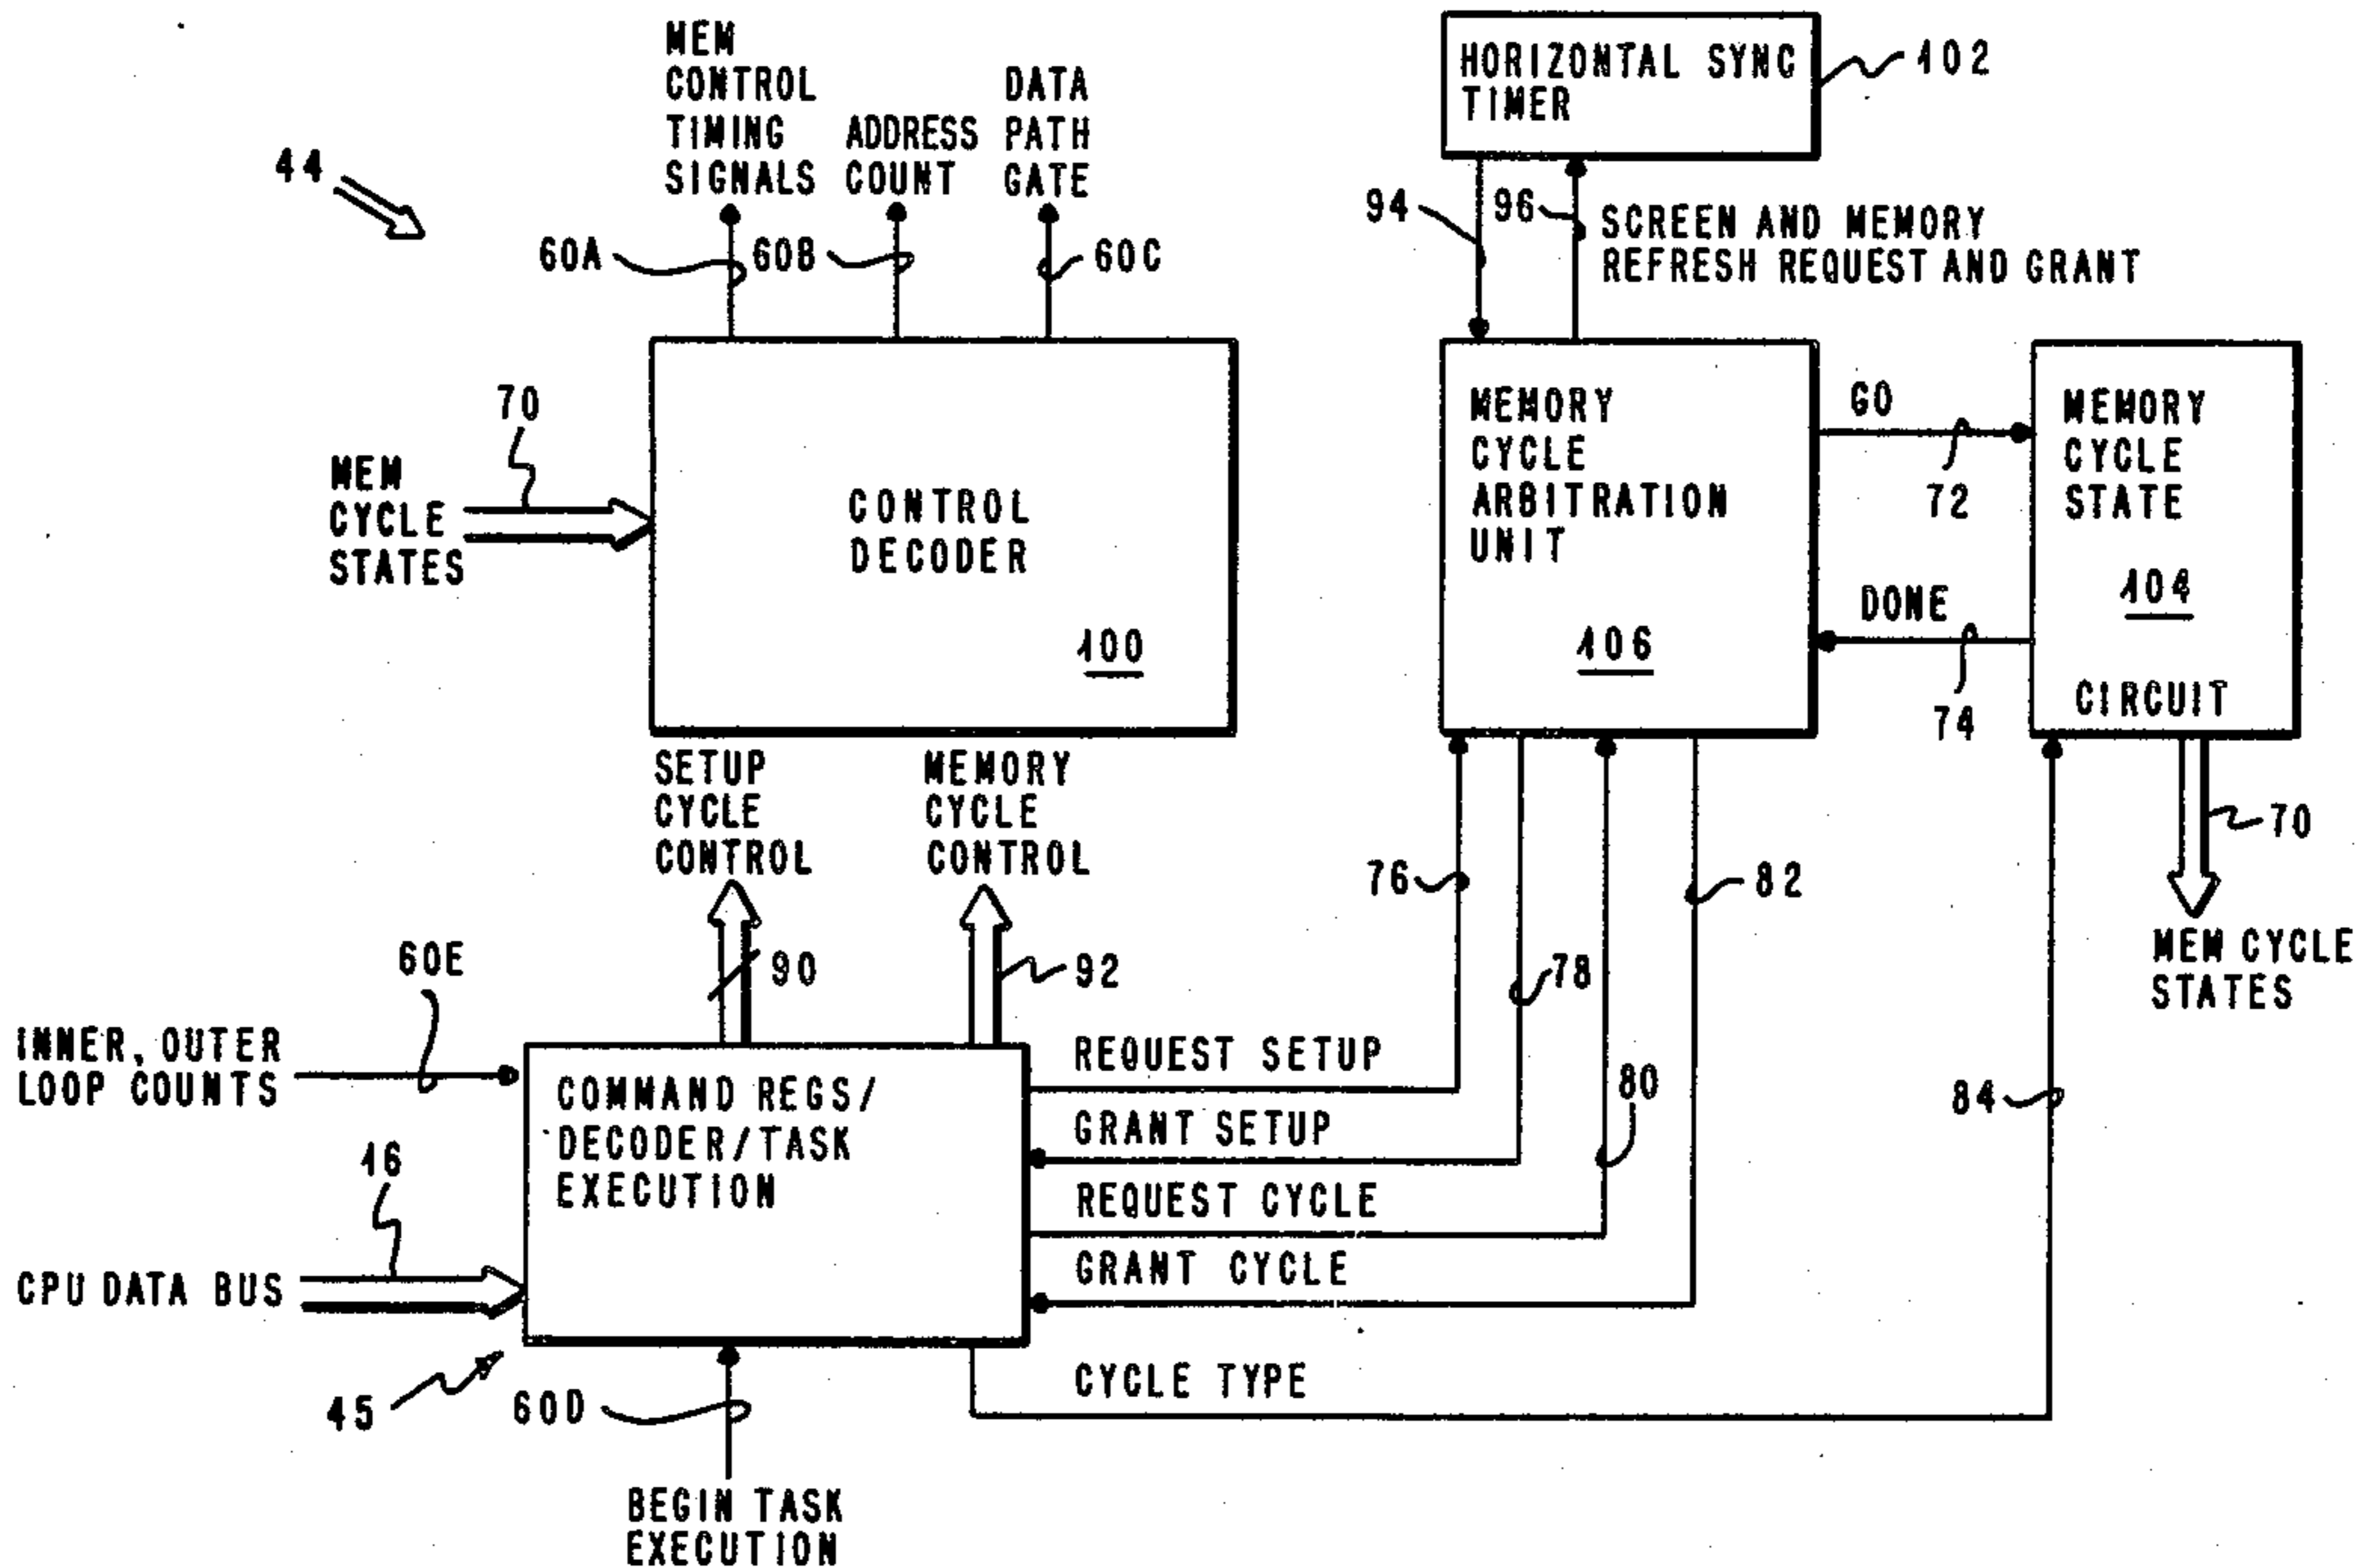 44
MEM
CONTROL
TIMING
SIGNALS
ADDRESS
COUNT
DATA
PATH
GATE
60A
60B
60C
HORIZONTAL SYNC
TIMER
102
94
96
SCREEN AND MEMORY
REFRESH REQUEST AND GRANT
70
MEM
CYCLE
STATES
CONTROL
DECODER
100
MEMORY
CYCLE
ARBITRATION
UNIT
106
GO
72
DONE
74
MEMORY
CYCLE
STATE
104
CIRCUIT
SETUP
CYCLE
CONTROL
MEMORY
CYCLE
CONTROL
90
92
76
78
80
82
84
70
MEM CYCLE
STATES
60E
INNER, OUTER
LOOP COUNTS
46
CPU DATA BUS
COMMAND REGS/
DECODER/TASK
EXECUTION
REQUEST SETUP
GRANT SETUP
REQUEST CYCLE
GRANT CYCLE
CYCLE TYPE
45
60D
BEGIN TASK
EXECUTION